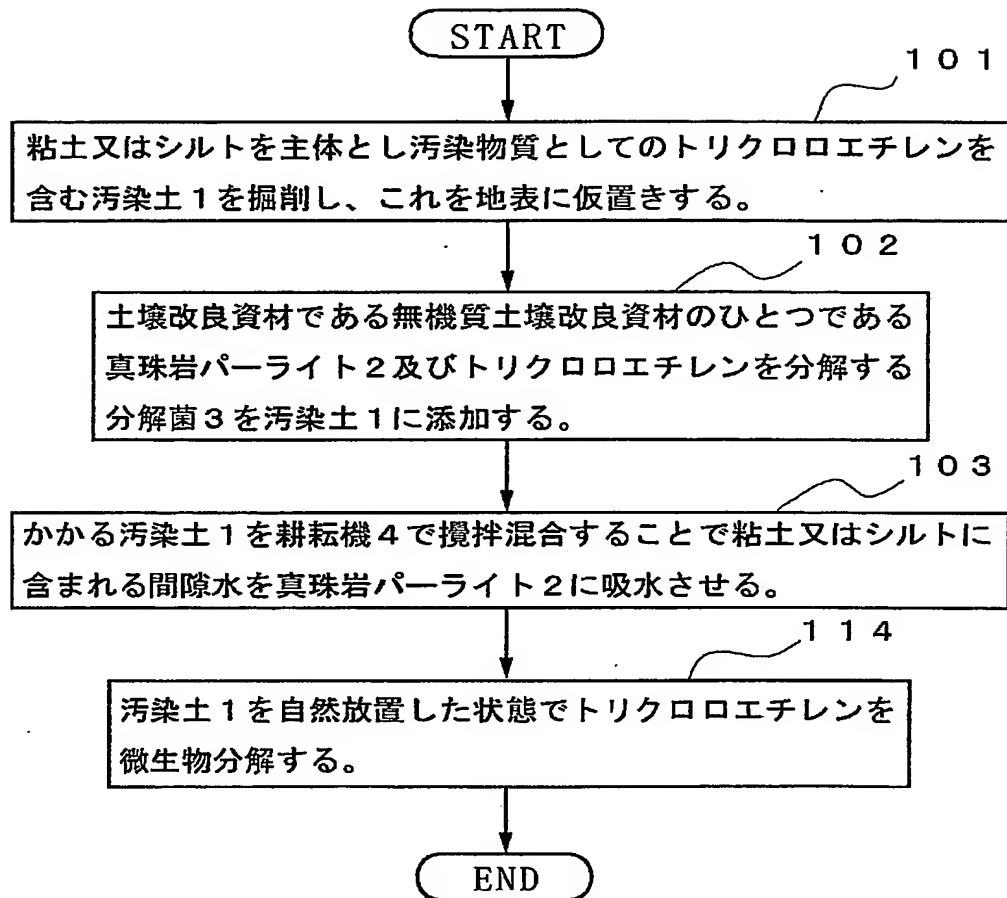 START
１０１
粘土又はシルトを主体とし汚染物質としてのトリクロロエチレンを
含む汚染土１を掘削し、これを地表に仮置きする。
１０２
土壌改良資材である無機質土壌改良資材のひとつである
真珠岩パーライト２及びトリクロロエチレンを分解する
分解菌３を汚染土１に添加する。
１０３
かかる汚染土１を耕耘機４で攪拌混合することで粘土又はシルトに
含まれる間隙水を真珠岩パーライト２に吸水させる。
１１４
汚染土１を自然放置した状態でトリクロロエチレンを
微生物分解する。
END